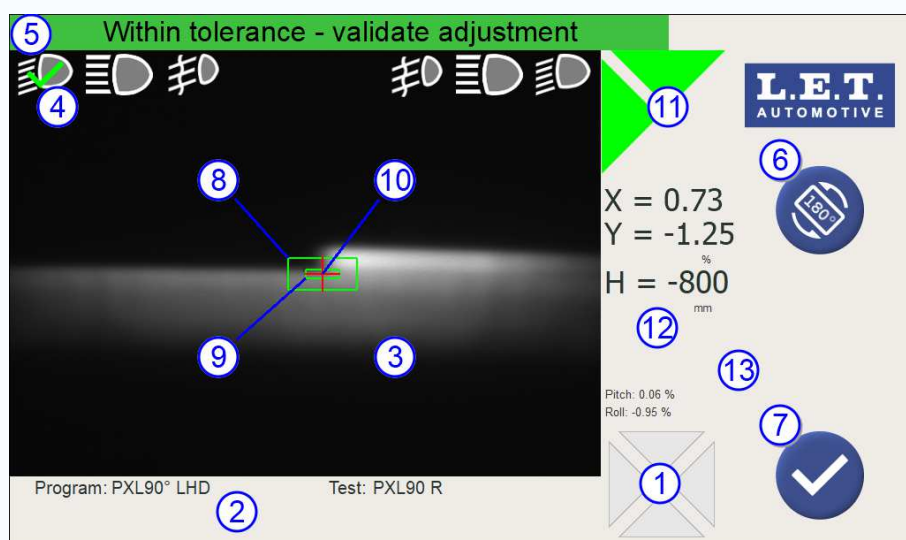 Within tolerance - validate adjustment
5
4
11
L.E.T.
AUTOMOTIVE
6
180°
8
10
X = 0.73
Y = -1.25
%
H = -800
mm
12
9
3
13
Pitch: 0.06 %
Roll: -0.95 %
7
1
Program: PXL90° LHD
Test: PXL90 R
2